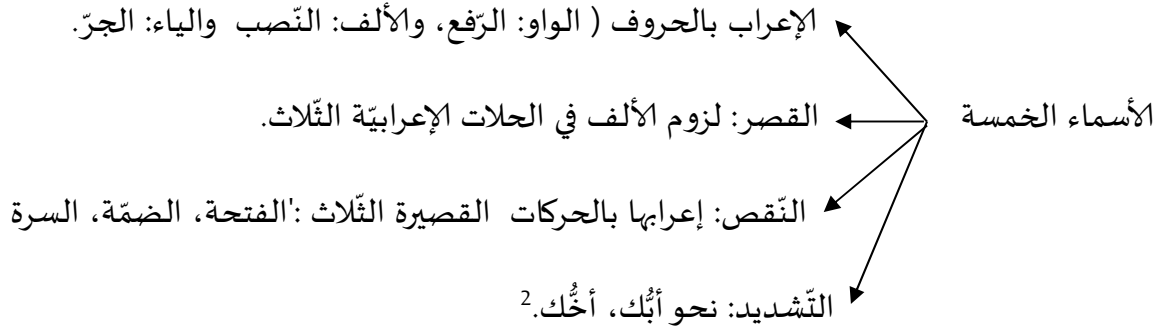 الإعراب بالحروف ( الواو: الرّفع، والألف: النّصب والياء: الجرّ.
الأسماء الخمسة
القصر: لزوم الألف في الحلات الإعرابيّة الثّلاث.
النّقص: إعرابها بالحركات القصيرة الثّلاث :'الفتحة، الضمّة، السرة
التّشديد: نحو أبُّك، أخُّك.2